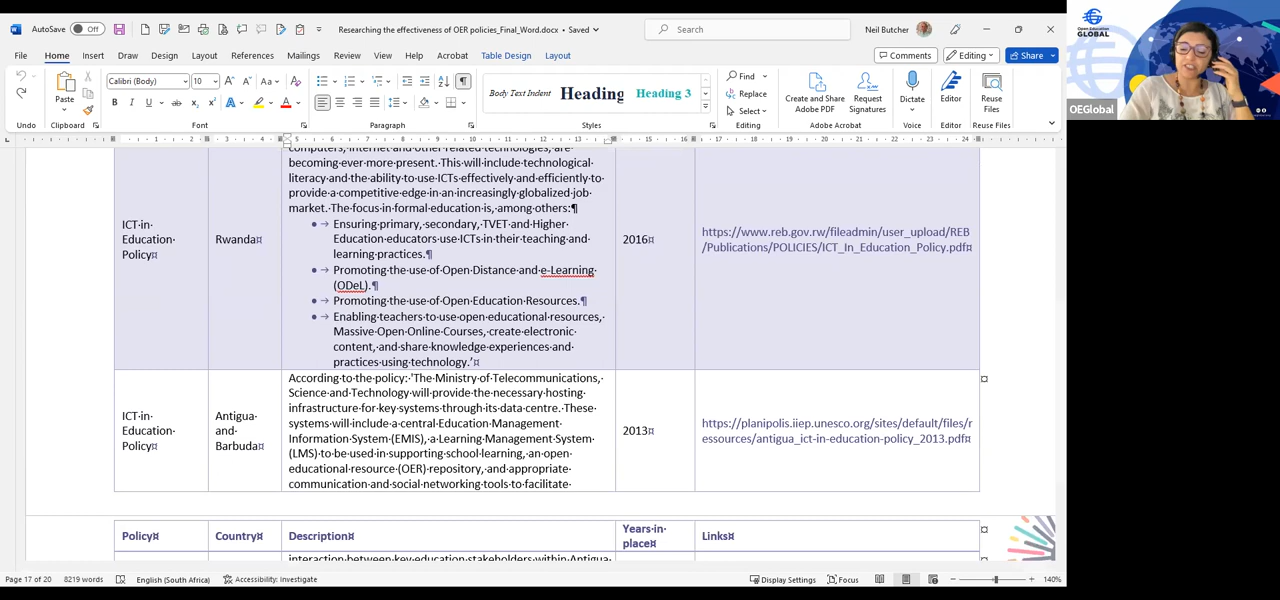 AutoSave Off
Researching the effectiveness of OER policies_Final_Word.docx • Saved
Search
Neil Butcher
File Home Insert Draw Design Layout References Mailings Review View Help Acrobat Table Design Layout
Comments Editing Share
Calibri (Body) 10
Body Text Indent Heading Heading 3
Find
Replace
Select
Paste
Create and Share Adobe PDF
Request Signatures
Dictate
Editor
Reuse Files
Undo Clipboard Font Paragraph Styles Editing Adobe Acrobat Voice Editor Reuse Files
computers, internet and other related technologies, are
becoming ever more present. This will include technological
literacy and the ability to use ICTs effectively and efficiently to
provide a competitive edge in an increasingly globalized job
market. The focus in formal education is, among others:¶
• → Ensuring primary, secondary, TVET and Higher
Education educators use ICTs in their teaching and
learning practices.¶
• → Promoting the use of Open Distance and e-Learning
(ODeL).¶
• → Promoting the use of Open Education Resources.¶
• → Enabling teachers to use open educational resources,
Massive Open Online Courses, create electronic
content, and share knowledge experiences and
practices using technology.'¤
ICT in
Education
Policy¤
Rwanda¤
2016¤
https://www.reb.gov.rw/fileadmin/user_upload/REB
/Publications/POLICIES/ICT_In_Education_Policy.pdf¤
ICT in
Education
Policy¤
Antigua
and
Barbuda¤
According to the policy: 'The Ministry of Telecommunications,
Science and Technology will provide the necessary hosting
infrastructure for key systems through its data centre. These
systems will include a central Education Management
Information System (EMIS), a Learning Management System
(LMS) to be used in supporting school learning, an open
educational resource (OER) repository, and appropriate
communication and social networking tools to facilitate
2013¤
https://planipolis.iiep.unesco.org/sites/default/files/r
essources/antigua_ict-in-education-policy_2013.pdf¤
Policy¤ Country¤ Description¤ Years in place¤ Links¤
interaction between key education stakeholders within Antigua
Page 17 of 20 8219 words English (South Africa) Accessibility: Investigate
Display Settings Focus 140%
Open Education
GLOBAL
OEGlobal